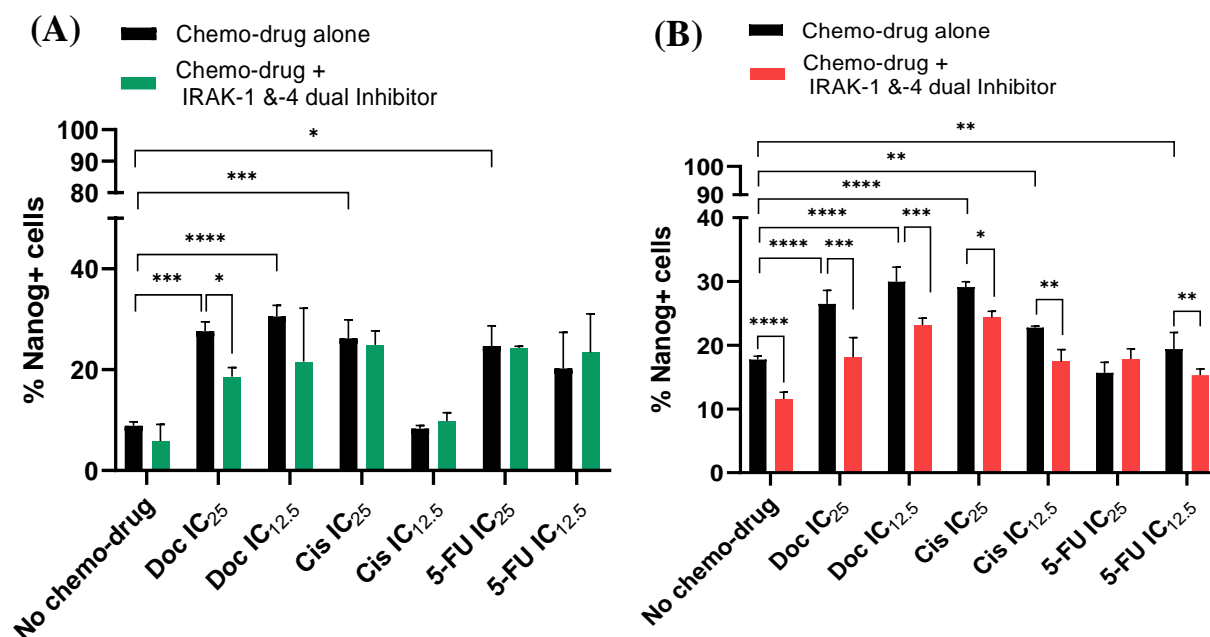 (A)
Chemo-drug alone
Chemo-drug +
IRAK-1 &-4 dual Inhibitor
% Nanog+ cells
100
90
80
40
20
0
*
***
****
***
*
No chemo-drug
Doc IC25
Doc IC12.5
Cis IC25
Cis IC12.5
5-FU IC25
5-FU IC12.5
(B)
Chemo-drug alone
Chemo-drug +
IRAK-1 &-4 dual Inhibitor
% Nanog+ cells
100
90
40
30
20
10
0
**
**
****
****
***
****
***
*
**
**
****
No chemo-drug
Doc IC25
Doc IC12.5
Cis IC25
Cis IC12.5
5-FU IC25
5-FU IC12.5